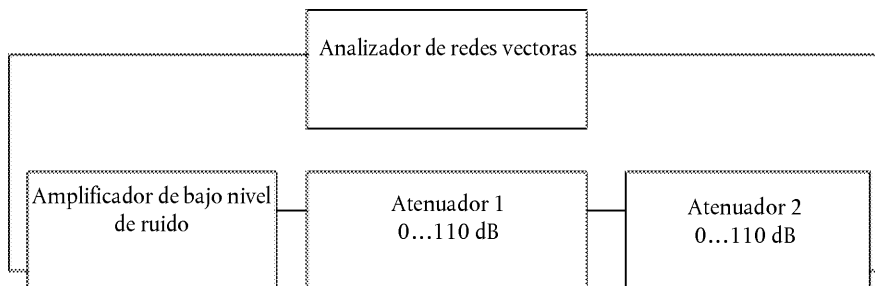 Analizador de redes vectoras
Amplificador de bajo nivel
de ruido
Atenuador 1
0...110 dB
Atenuador 2
0...110 dB